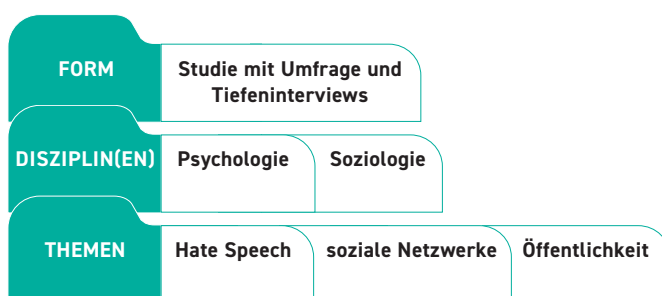 FORM
Studie mit Umfrage und
Tiefeninterviews
DISZIPLIN(EN)
Psychologie
Soziologie
THEMEN
Hate Speech
soziale Netzwerke
Öffentlichkeit